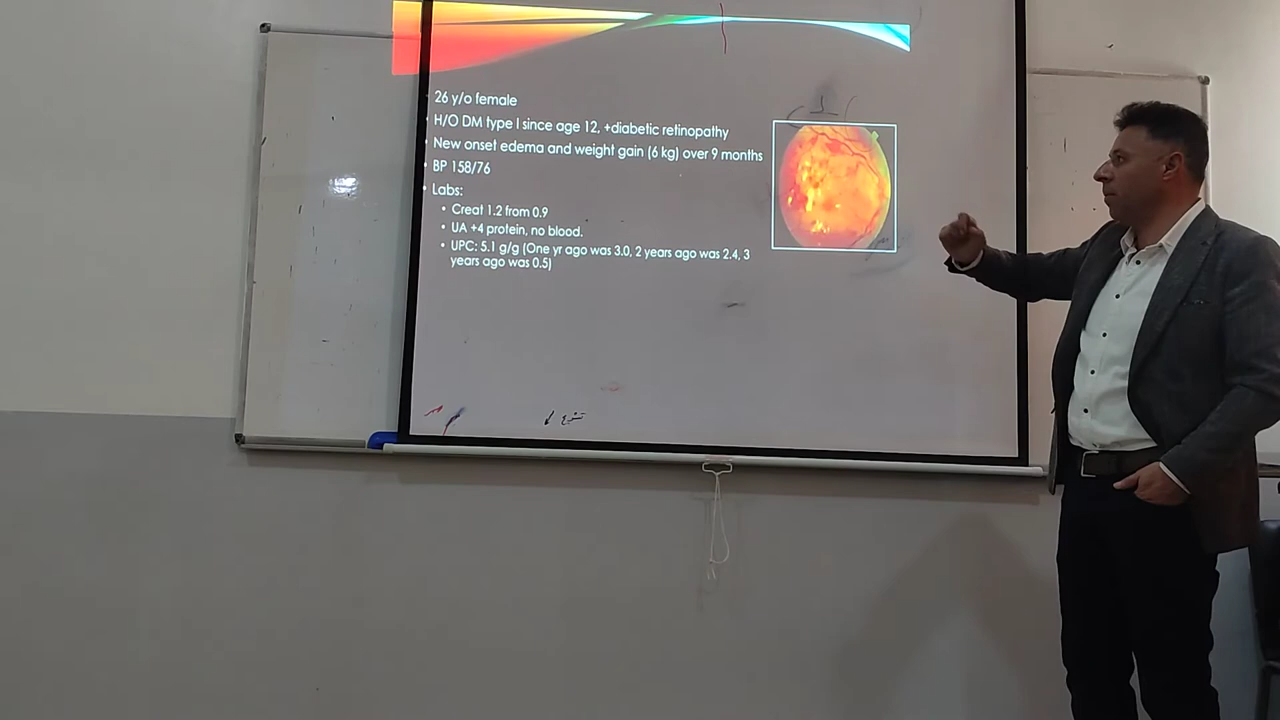 26 y/o female
H/O DM type I since age 12, +diabetic retinopathy
New onset edema and weight gain (6 kg) over 9 months
BP 158/76
Labs:
• Creat 1.2 from 0.9
• UA +4 protein, no blood.
• UPC: 5.1 g/g (One yr ago was 3.0, 2 years ago was 2.4, 3
years ago was 0.5)